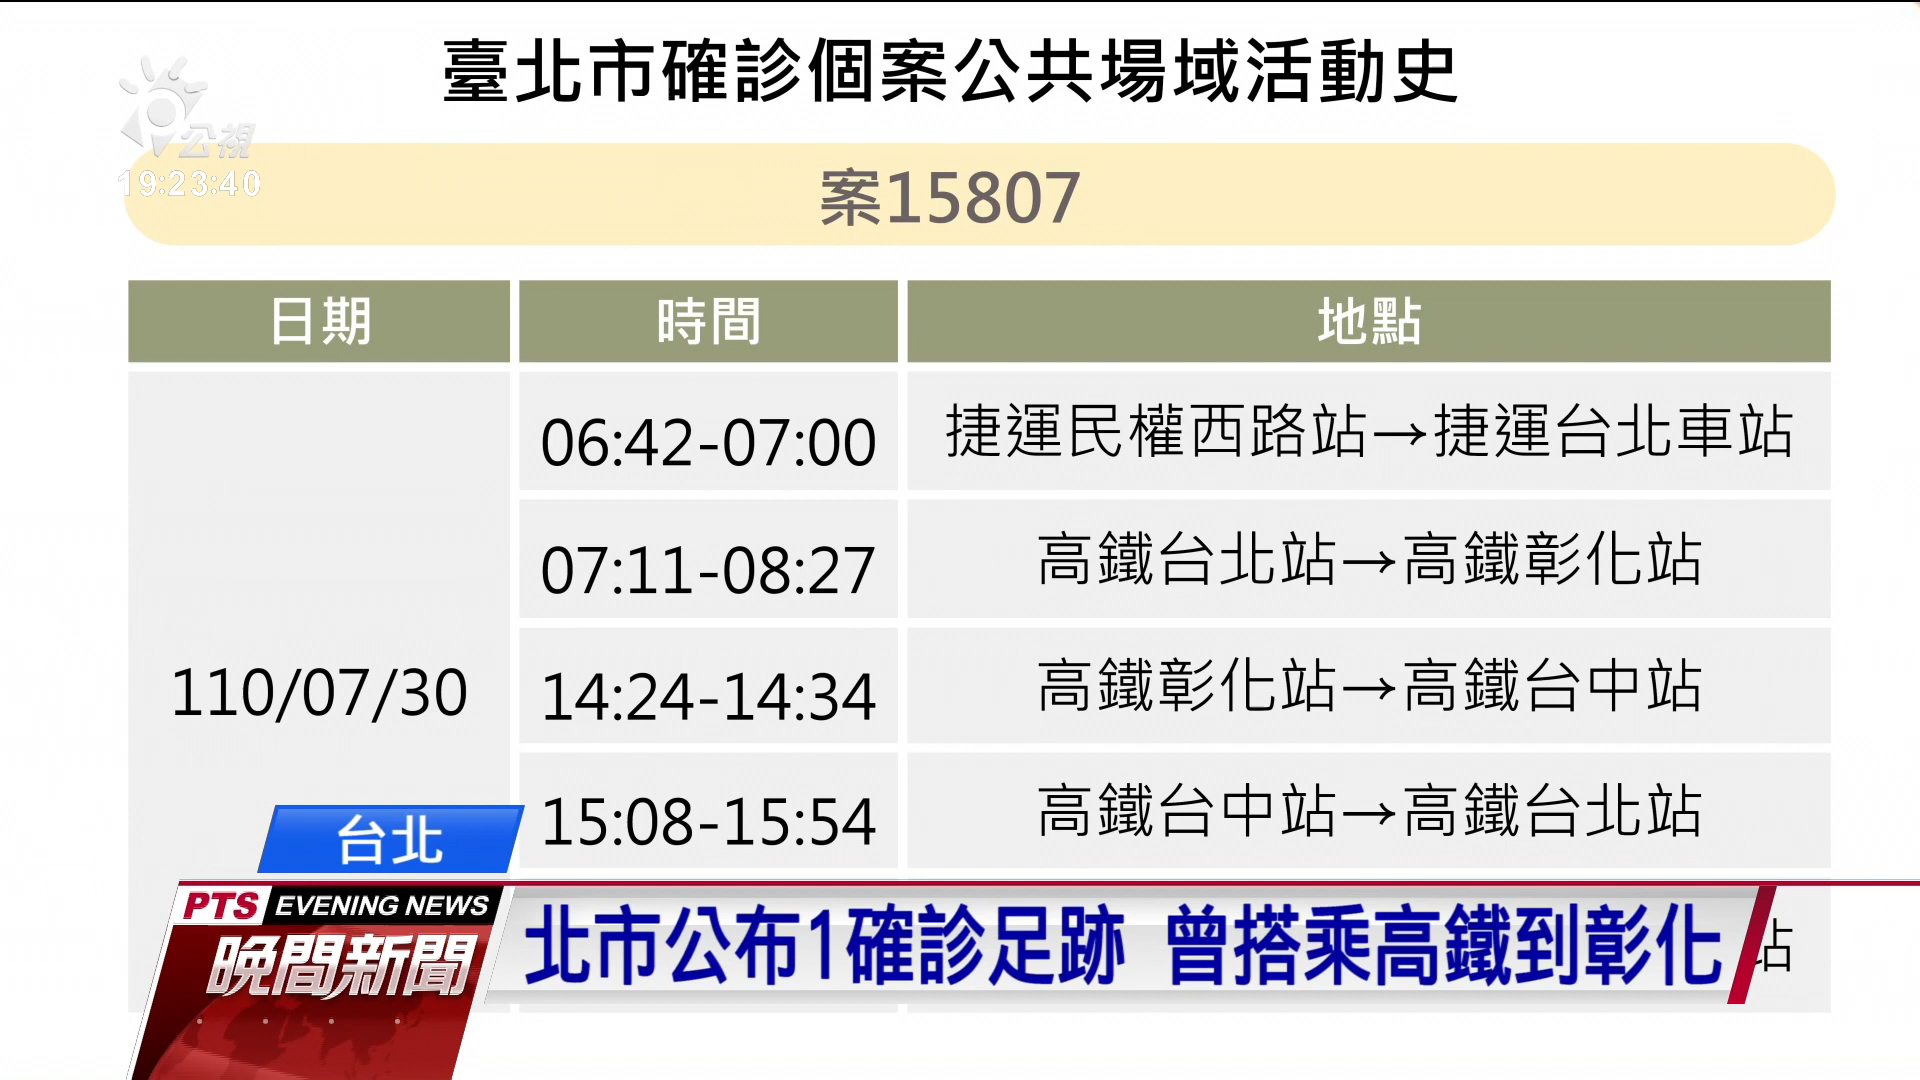 臺北市確診個案公共場域活動史
公視
19:23:40
案15807
日期 時間 地點
06:42-07:00 捷運民權西路站→捷運台北車站
07:11-08:27 高鐵台北站→高鐵彰化站
110/07/30
14:24-14:34 高鐵彰化站→高鐵台中站
15:08-15:54 高鐵台中站→高鐵台北站
台北
PTS EVENING NEWS
晚間新聞
北市公布1確診足跡 曾搭乘高鐵到彰化
站